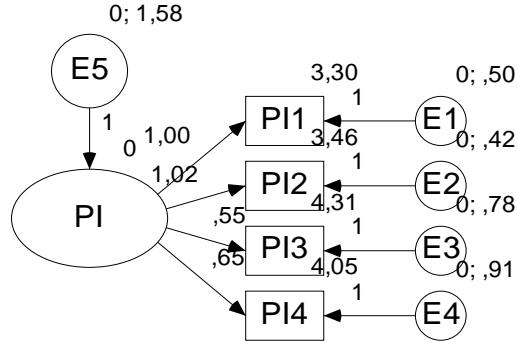 0; 1,58
E5
1
0
PI
1,00
1,02
,55
,65
3,30
PI1
1
0; ,50
E1
3,46
PI2
1
0; ,42
E2
4,31
PI3
1
0; ,78
E3
4,05
PI4
1
0; ,91
E4